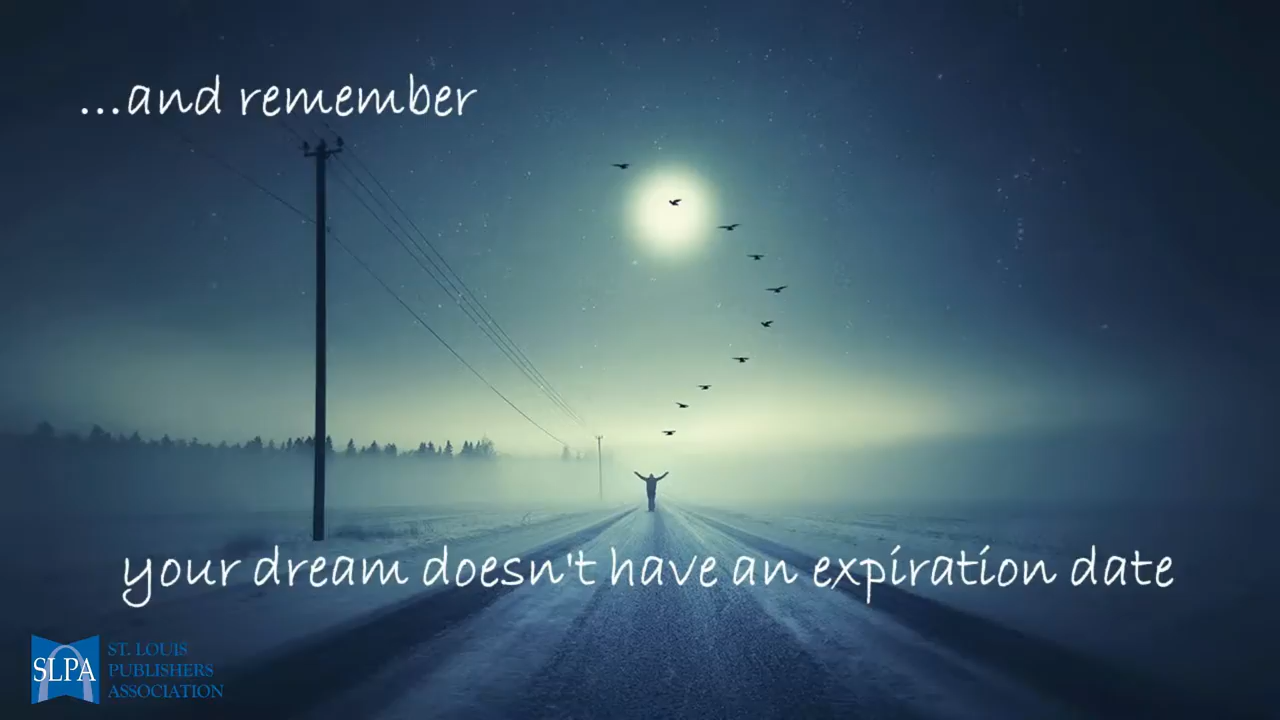 ...and remember
your dream doesn't have an expiration date
SLPA
ST. LOUIS
PUBLISHERS
ASSOCIATION